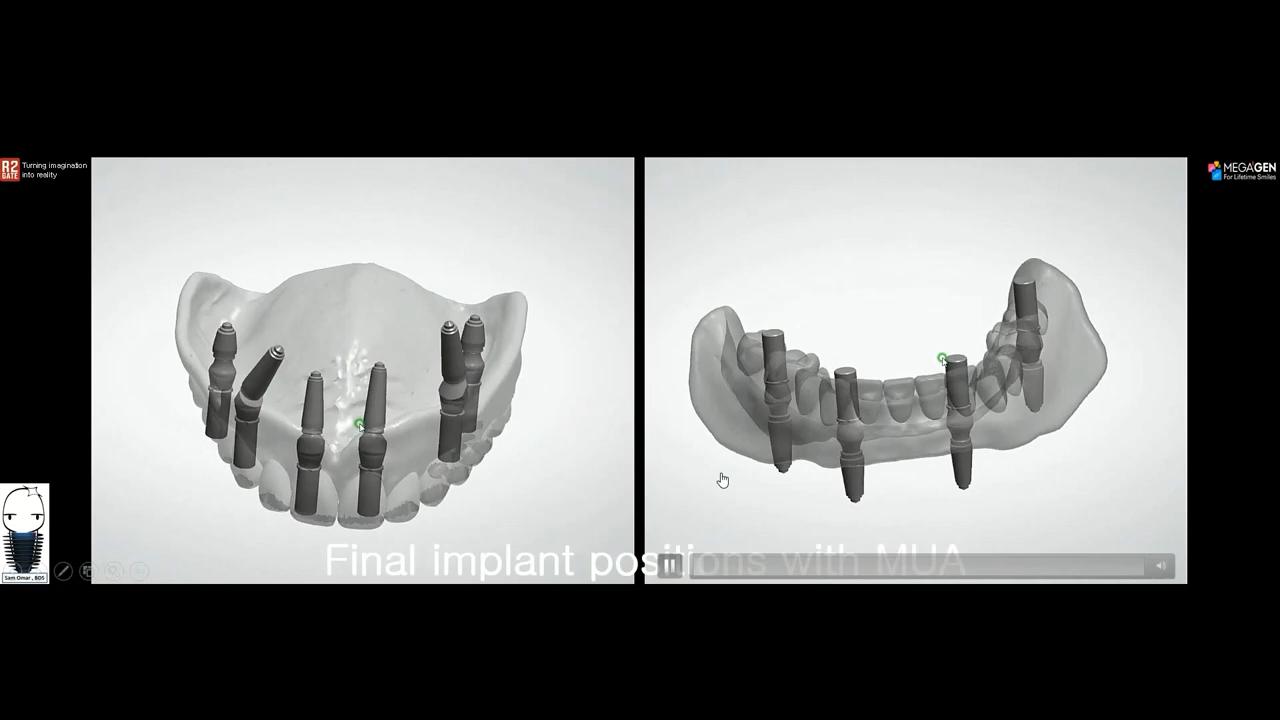 R2
GATE
Turning imagination
into reality
MEGAGEN
For Lifetime Smiles
Final implant positions with MUA
Sam Omar , BDS